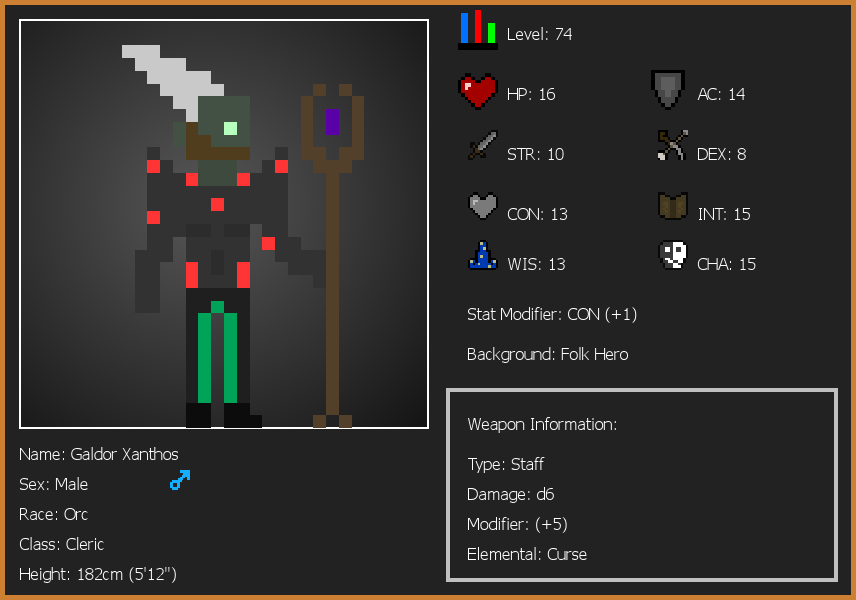 Level: 74
HP: 16
AC: 14
STR: 10
DEX: 8
CON: 13
INT: 15
WIS: 13
CHA: 15
Stat Modifier: CON (+1)
Background: Folk Hero
Weapon Information:
Type: Staff
Damage: d6
Modifier: (+5)
Elemental: Curse
Name: Galdor Xanthos
Sex: Male
Race: Orc
Class: Cleric
Height: 182cm (5'12")